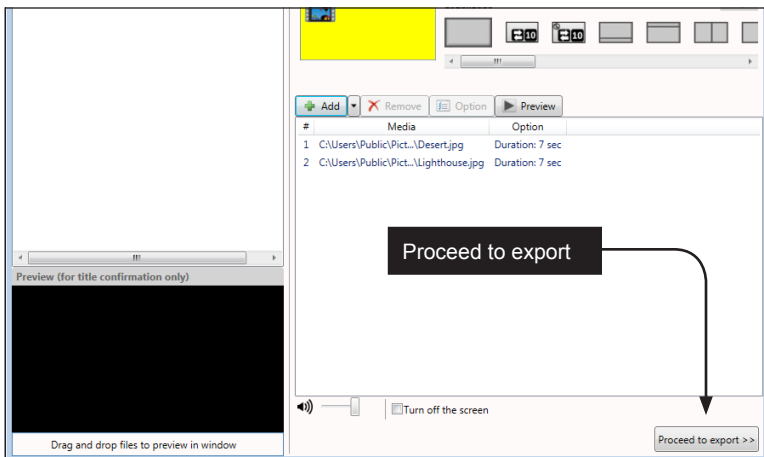 10
10
Add
Remove
Option
Preview
# Media Option
1 C:\Users\Public\Pict...\Desert.jpg Duration: 7 sec
2 C:\Users\Public\Pict...\Lighthouse.jpg Duration: 7 sec
Proceed to export
Preview (for title confirmation only)
Turn off the screen
Drag and drop files to preview in window
Proceed to export >>